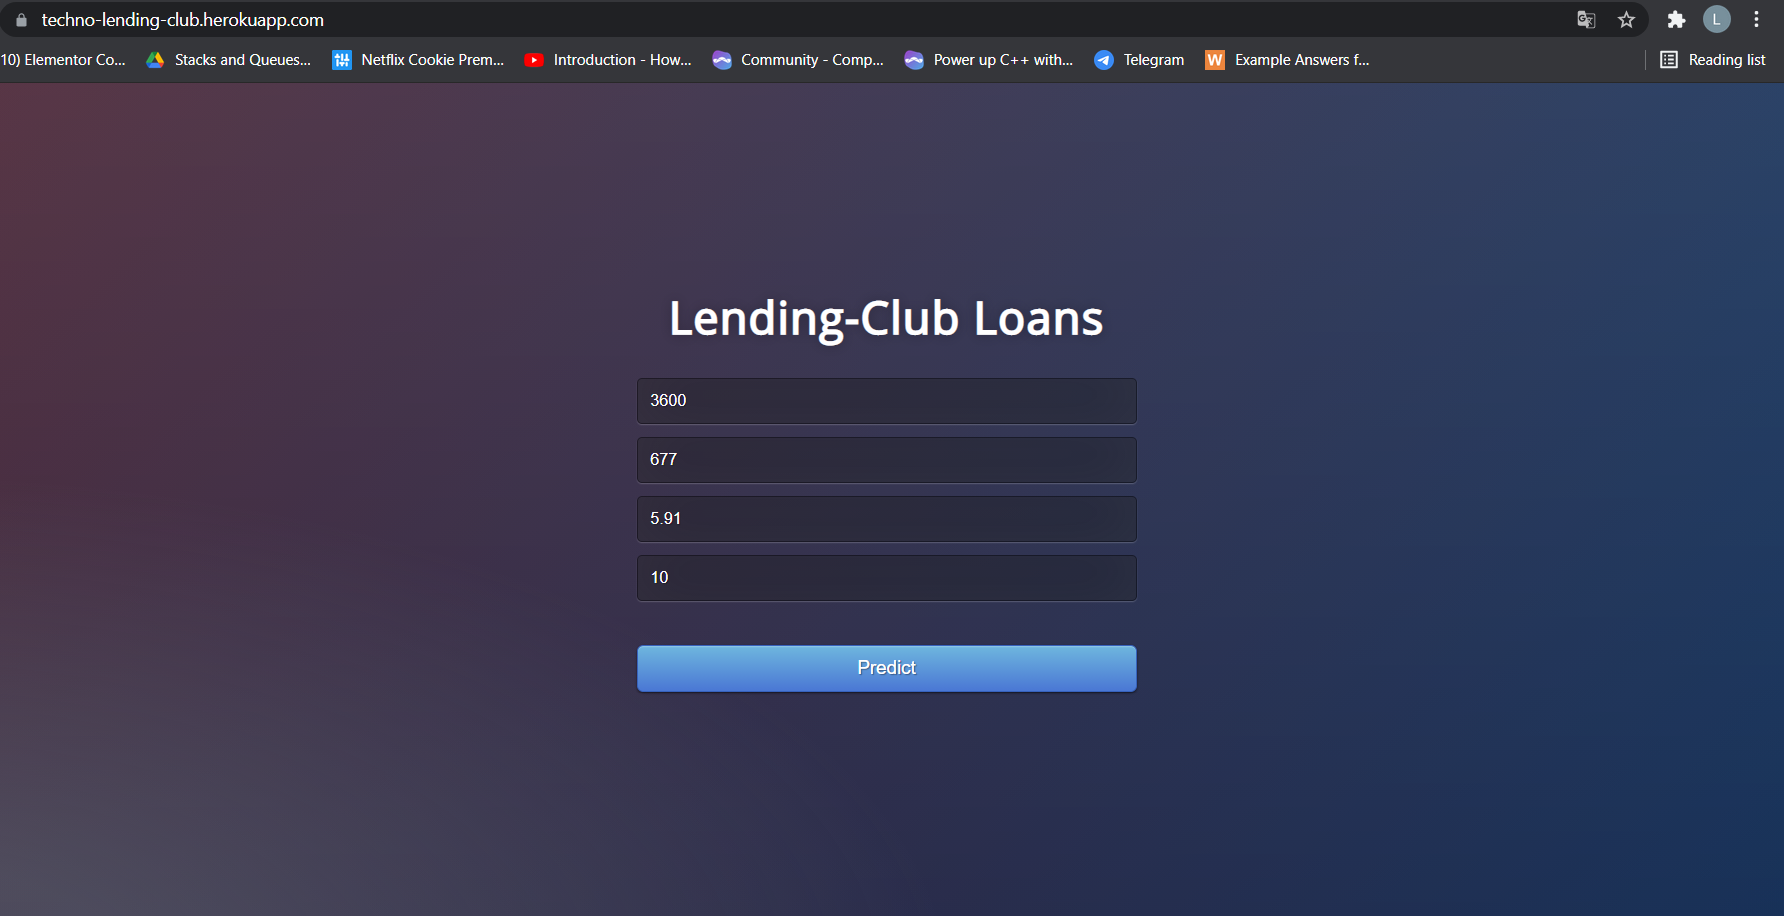 techno-lending-club.herokuapp.com
L
10) Elementor Co... Stacks and Queues... Netflix Cookie Prem... Introduction - How... Community - Comp... Power up C++ with... Telegram W Example Answers f... Reading list
Lending-Club Loans
3600
677
5.91
10
Predict